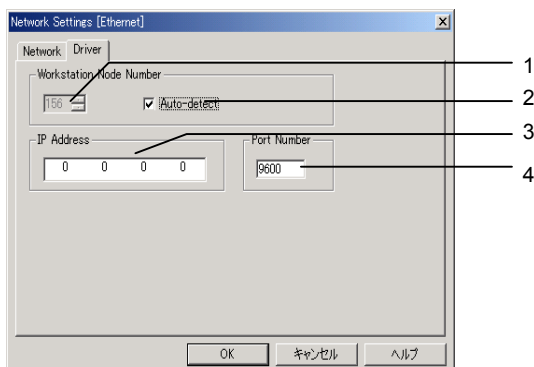 Network Settings [Ethernet]
Network Driver
Workstation Node Number
156 Auto-detect
IP Address Port Number
0 0 0 0 9600
OK キャンセル ヘルプ
1
2
3
4